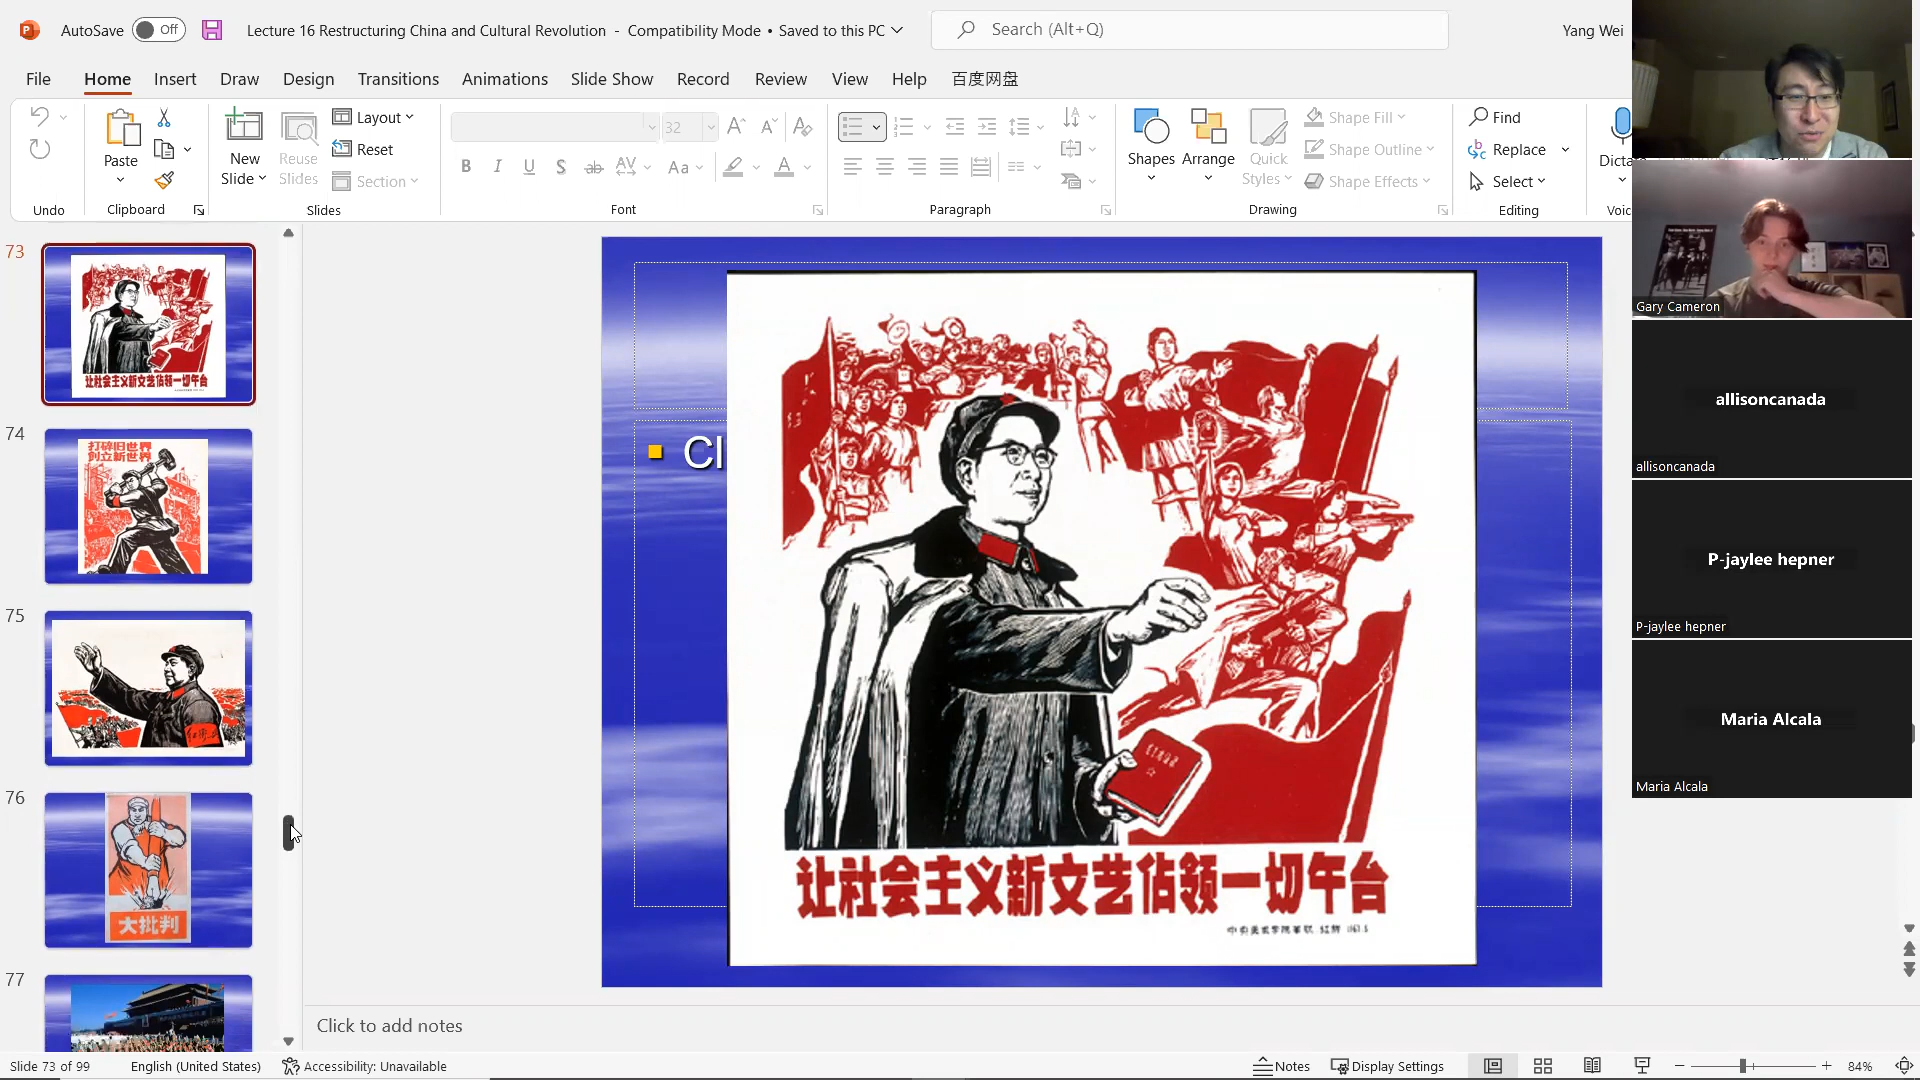 AutoSave Off Lecture 16 Restructuring China and Cultural Revolution - Compatibility Mode • Saved to this PC Search (Alt+Q) Yang Wei
File Home Insert Draw Design Transitions Animations Slide Show Record Review View Help 百度网盘
Undo
Paste
Clipboard
New Slide
Reuse Slides
Layout
Reset
Section
Slides
32
B I U S ab AV Aa A
Font
Paragraph
Shapes
Arrange
Quick Styles
Shape Fill
Shape Outline
Shape Effects
Drawing
Find
Replace
Select
Editing
73
让社会主义新文艺佔领一切午台
74
打碎旧世界
创立新世界
75
76
大批判
77
Cl
让社会主义新文艺佔领一切午台
Gary Cameron
allisoncanada
allisoncanada
P-jaylee hepner
P-jaylee hepner
Maria Alcala
Maria Alcala
Click to add notes
Slide 73 of 99 English (United States) Accessibility: Unavailable Notes Display Settings 84%